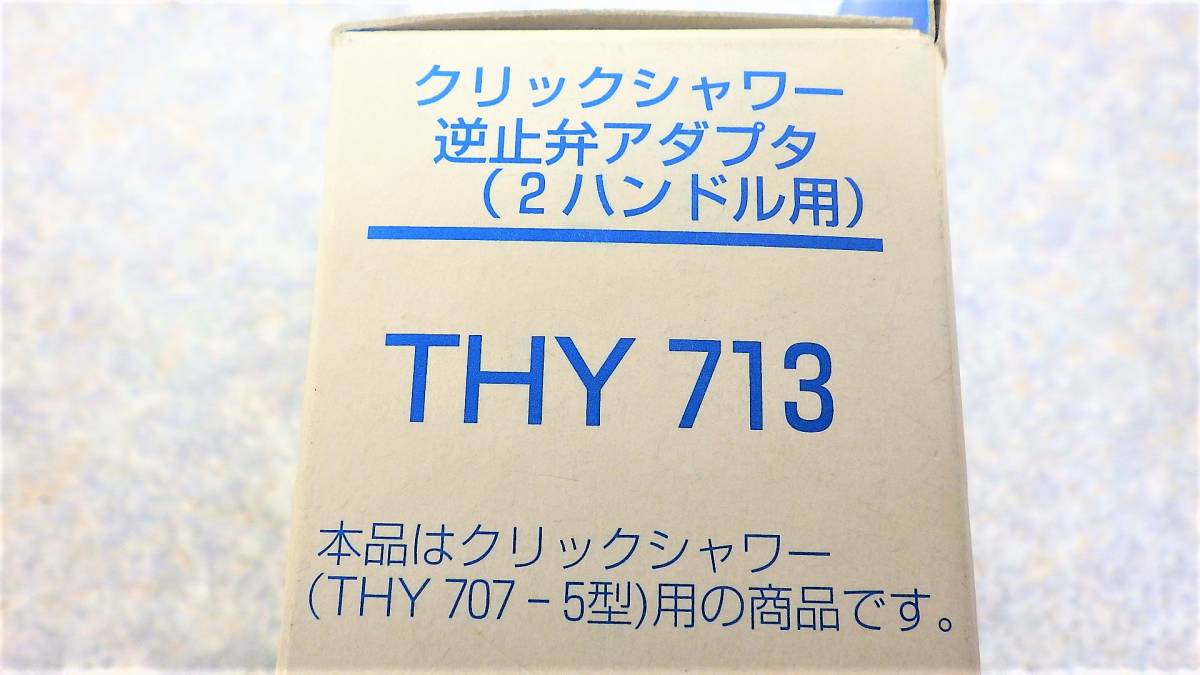 クリックシャワー
逆止弁アダプタ
(2ハンドル用)
THY 713
本品はクリックシャワー
(THY 707-5型)用の商品です。